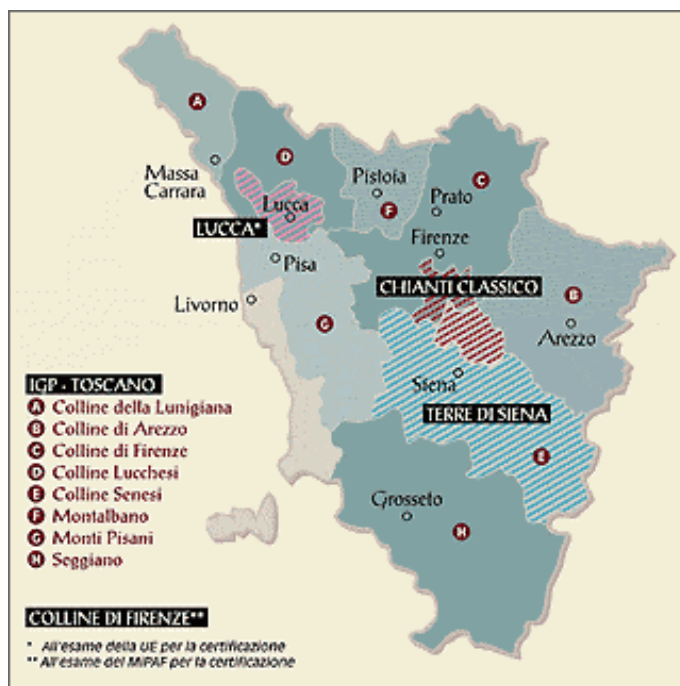 A
Massa
Carrara
D
Pistoia
F
C
Prato
Lucca
LUCCA*
Firenze
Pisa
CHIANTI CLASSICO
Livorno
G
B
Arezzo
Siena
TERRE DI SIENA
E
Grosseto
H
IGP - TOSCANO
A Colline della Lunigiana
B Colline di Arezzo
C Colline di Firenze
D Colline Lucchesi
E Colline Senesi
F Montalbano
G Monti Pisani
H Seggiano
COLLINE DI FIRENZE**
* All'esame della UE per la certificazione
** All'esame del MiPAF per la certificazione